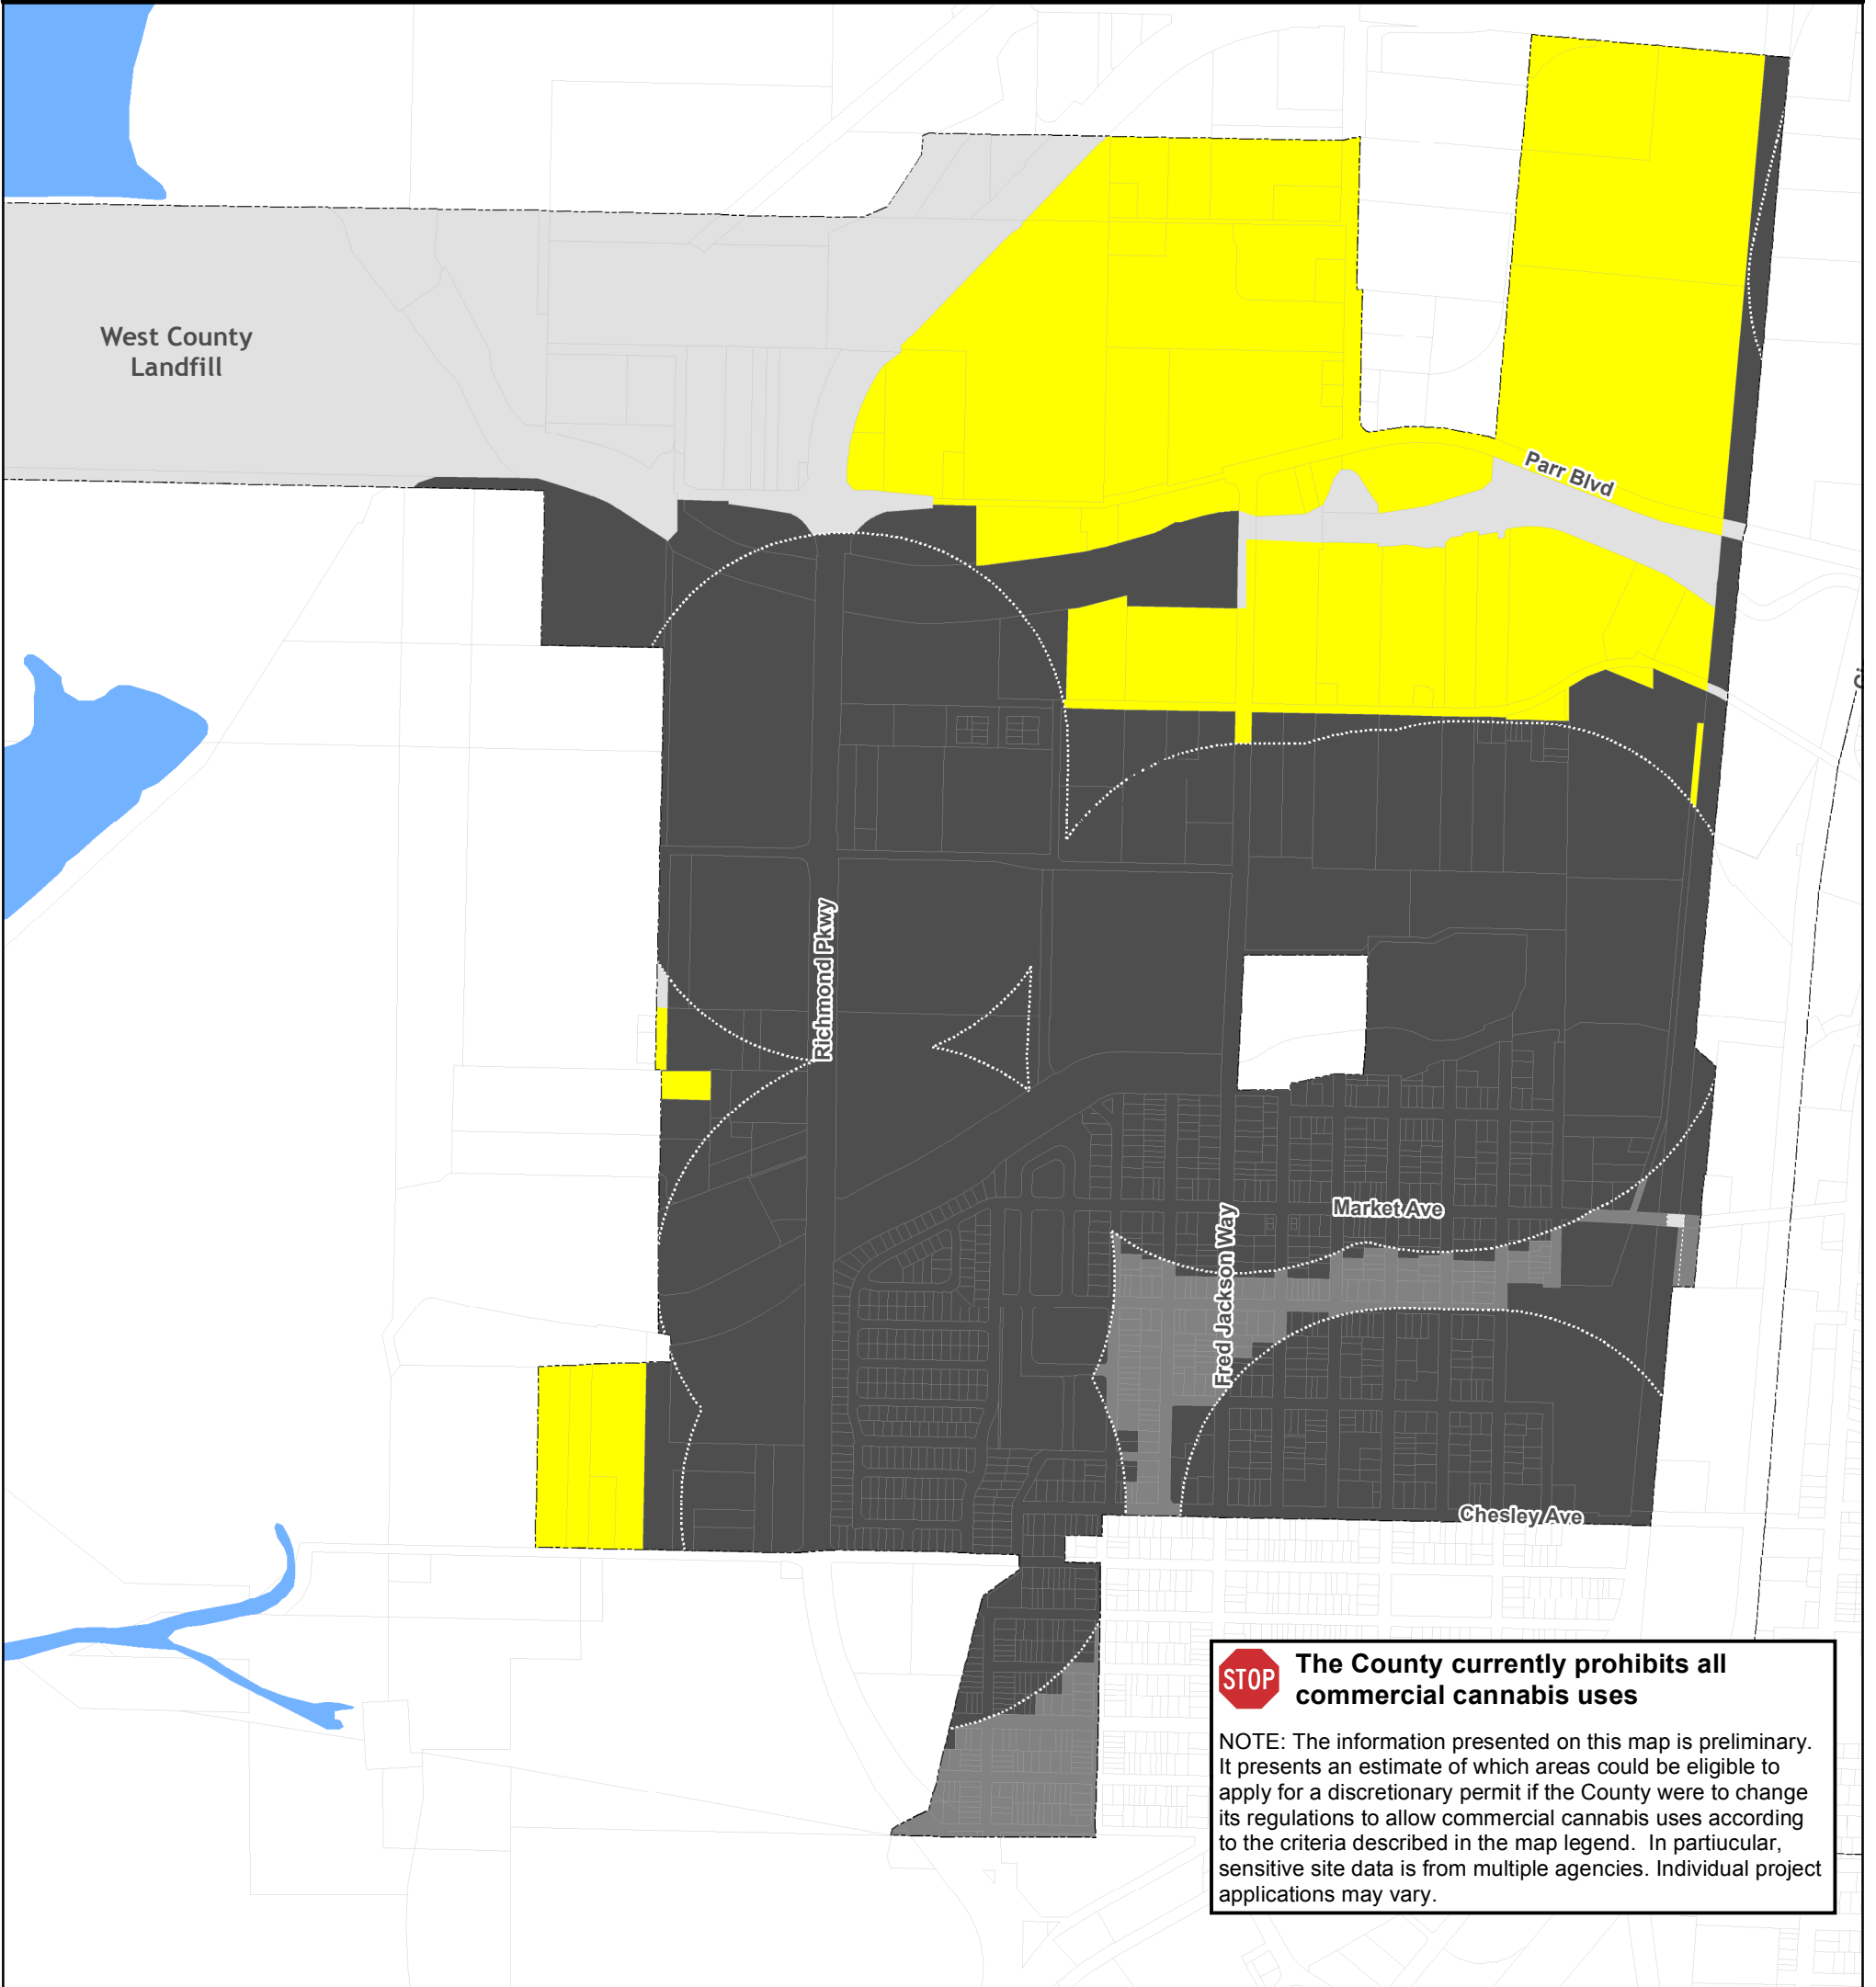 West County
Landfill
Parr Blvd
Richmond Pkwy
Market Ave
Fred Jackson Way
Chesley Ave
STOP
The County currently prohibits all
commercial cannabis uses
NOTE: The information presented on this map is preliminary.
It presents an estimate of which areas could be eligible to
apply for a discretionary permit if the County were to change
its regulations to allow commercial cannabis uses according
to the criteria described in the map legend.  In partiucular,
sensitive site data is from multiple agencies. Individual project
applications may vary.